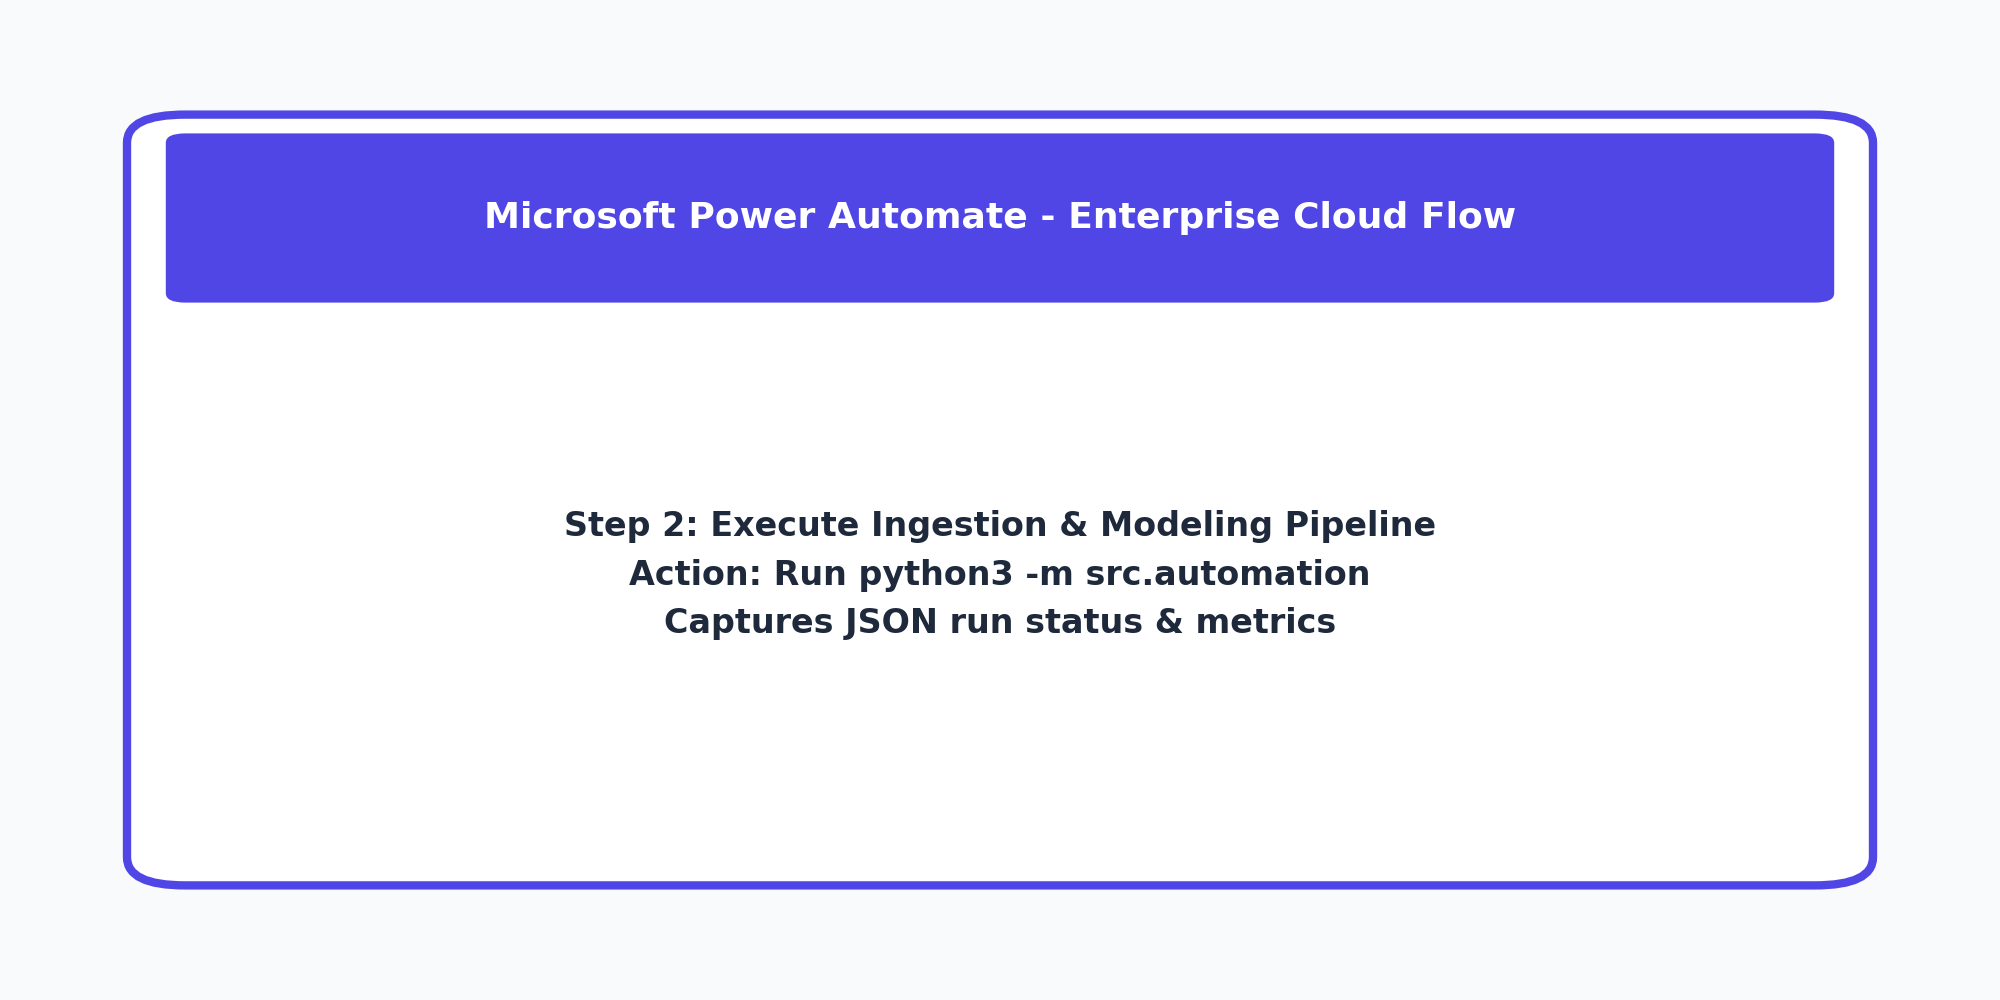 Microsoft Power Automate - Enterprise Cloud Flow
Step 2: Execute Ingestion & Modeling Pipeline
Action: Run python3 -m src.automation
Captures JSON run status & metrics